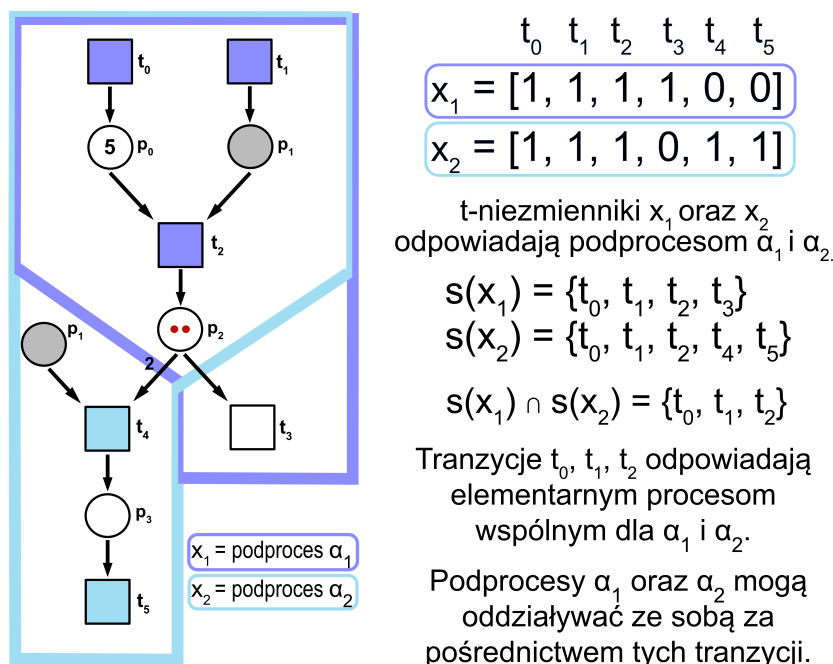 t₀ t₁
5 p₀ p₁
t₂
p₂
p₁
2
t₄ t₃
p₃
t₅
x₁ = podproces α₁
x₂ = podproces α₂
t₀ t₁ t₂ t₃ t₄ t₅
x₁ = [1, 1, 1, 1, 0, 0]
x₂ = [1, 1, 1, 0, 1, 1]
t-niezmienniki x₁ oraz x₂
odpowiadają podprocesom α₁ i α₂.
s(x₁) = {t₀, t₁, t₂, t₃}
s(x₂) = {t₀, t₁, t₂, t₄, t₅}
s(x₁) ∩ s(x₂) = {t₀, t₁, t₂}
Tranzycje t₀, t₁, t₂ odpowiadają
elementarnym procesom
wspólnym dla α₁ i α₂.
Podprocesy α₁ oraz α₂ mogą
oddziaływać ze sobą za
pośrednictwem tych tranzycji.